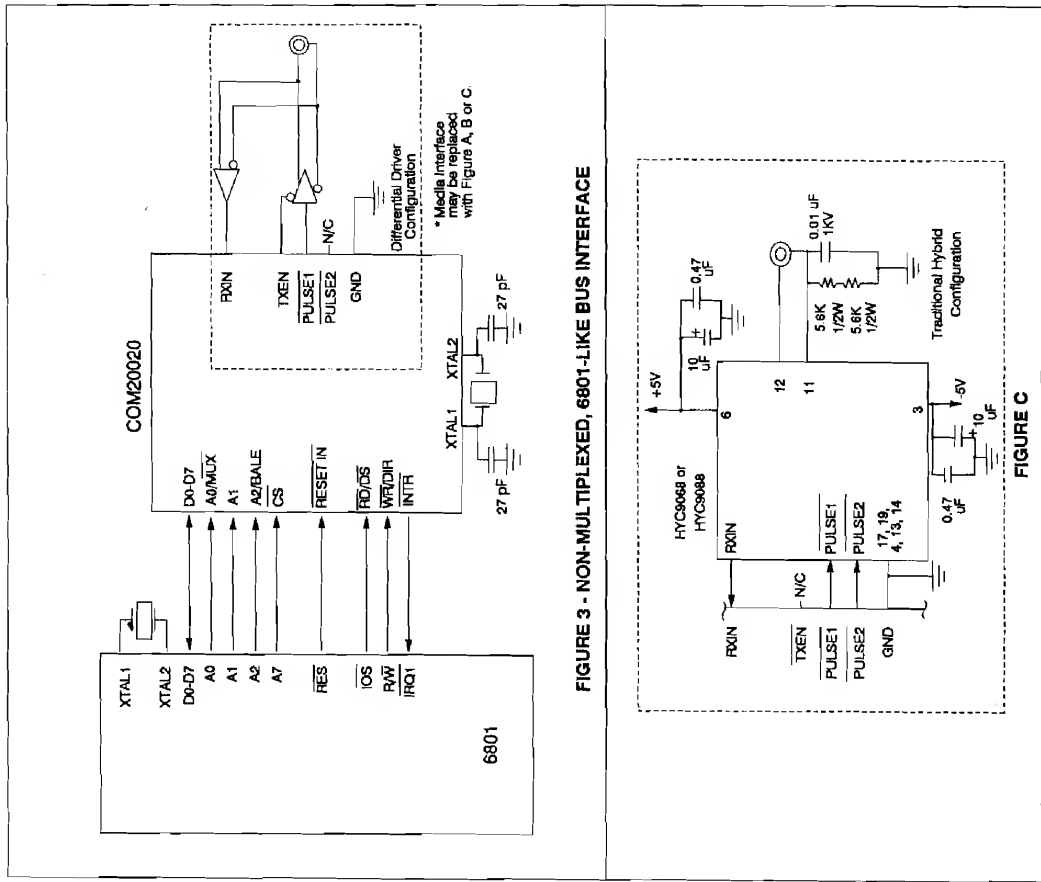 XTAL1
XTAL2
D0-D7
A0
A1
A2
A7
RES
IOS
R/W
IRQ1
6801
COM20020
D0-D7
A0/MUX
A1
A2/BALE
CS
RESET IN
RD/DS
WR/DIR
INTR
XTAL1
XTAL2
27 pF
27 pF
RXIN
TXEN
PULSE1
PULSE2
GND
N/C
Differential Driver
Configuration
* Media Interface
may be replaced
with Figure A, B or C.
FIGURE 3 - NON-MULTIPLEXED, 6801-LIKE BUS INTERFACE
RXIN
TXEN
PULSE1
PULSE2
GND
N/C
HYC9068 or
HYC9088
RXIN
PULSE1
PULSE2
17, 19,
4, 13, 14
+5V
6
10
uF
+
0.47
uF
12
11
0.01 uF
1KV
5.6K
1/2W
5.6K
1/2W
3
-5V
0.47
uF
+
10
uF
Traditional Hybrid
Configuration
FIGURE C